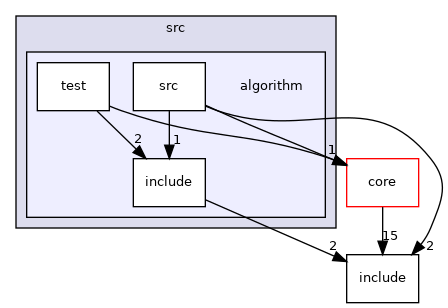 src
test
src
algorithm
2
1
1
include
core
2
15
2
include